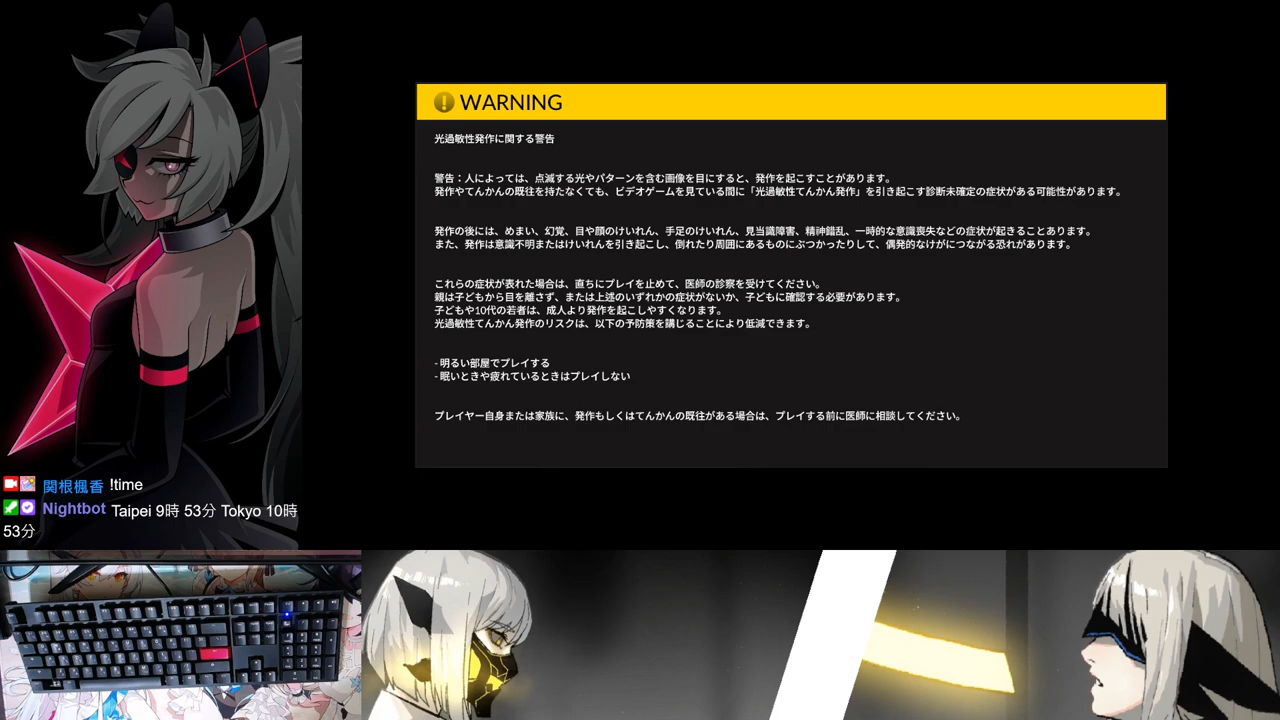 WARNING
光過敏性発作に関する警告
警告：人によっては、点滅する光やパターンを含む画像を目にすると、発作を起こすことがあります。
発作やてんかんの既往を持たなくても、ビデオゲームを見ている間に「光過敏性てんかん発作」を引き起こす診断未確定の症状がある可能性があります。
発作の後には、めまい、幻覚、目や顔のけいれん、手足のけいれん、見当識障害、精神錯乱、一時的な意識喪失などの症状が起きることあります。
また、発作は意識不明またはけいれんを引き起こし、倒れたり周囲にあるものにぶつかったりして、偶発的なけがにつながる恐れがあります。
これらの症状が表れた場合は、直ちにプレイを止めて、医師の診察を受けてください。
親は子どもから目を離さず、または上述のいずれかの症状がないか、子どもに確認する必要があります。
子どもや10代の若者は、成人より発作を起こしやすくなります。
光過敏性てんかん発作のリスクは、以下の予防策を講じることにより低減できます。
- 明るい部屋でプレイする
- 眠いときや疲れているときはプレイしない
プレイヤー自身または家族に、発作もしくはてんかんの既往がある場合は、プレイする前に医師に相談してください。
関根楓香 !time
Nightbot Taipei 9時 53分 Tokyo 10時
53分